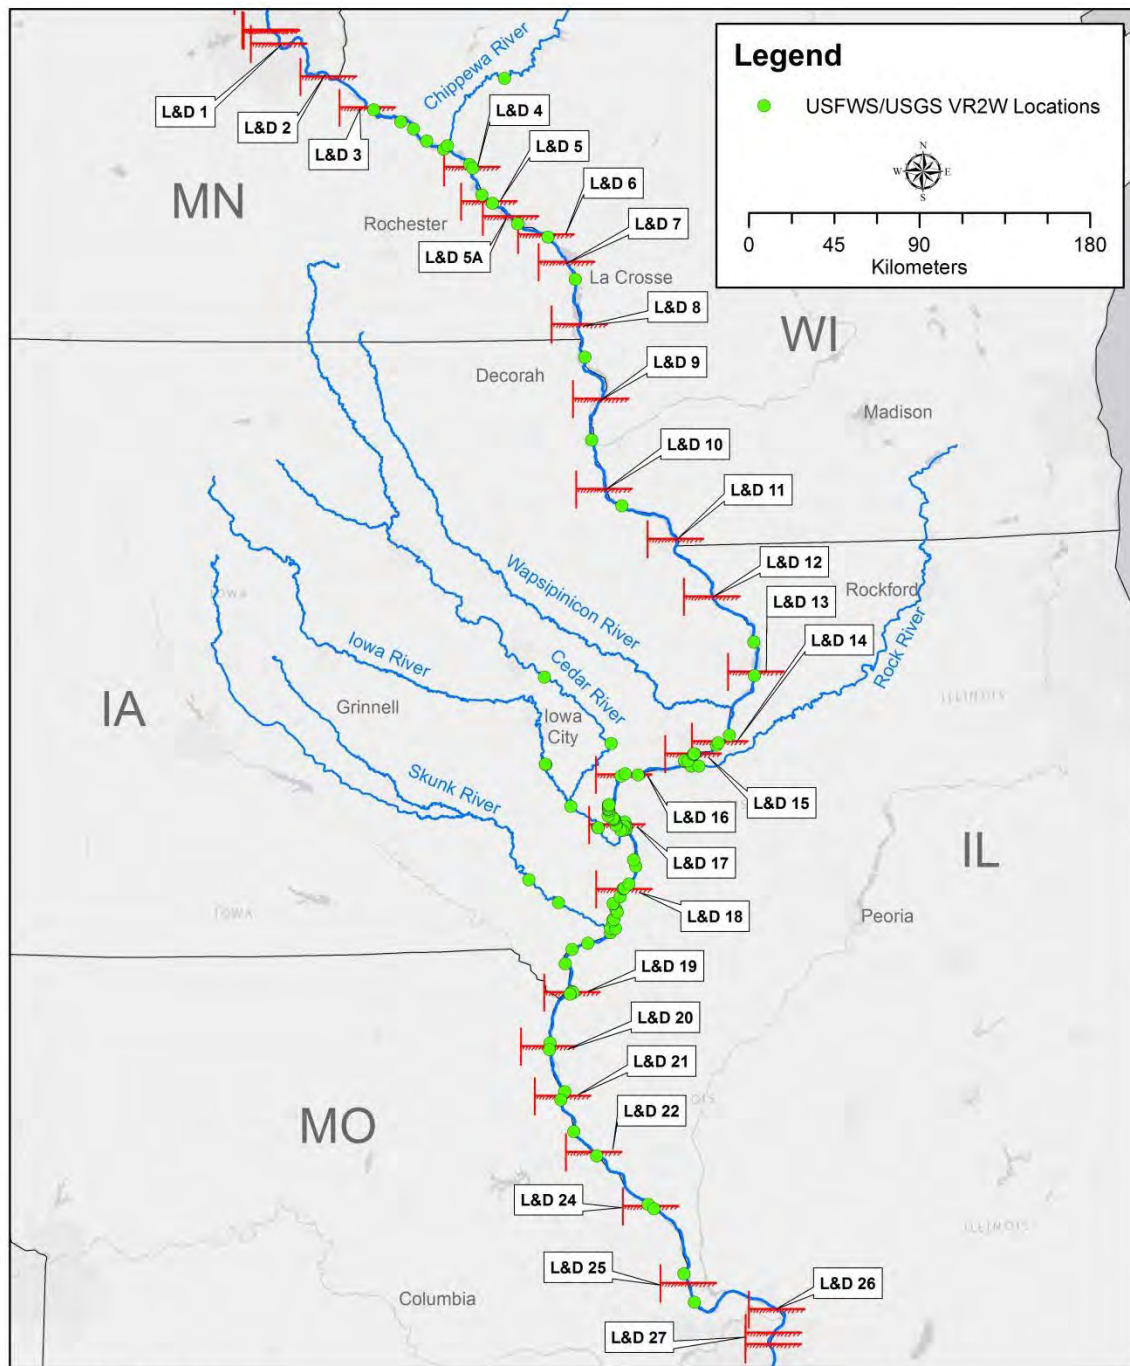 Legend
USFWS/USGS VR2W Locations
N
W
E
S
0
45
90
180
Kilometers
Chippewa River
L&D 1
L&D 2
L&D 3
L&D 4
L&D 5
L&D 6
MN
Rochester
L&D 5A
L&D 7
La Crosse
L&D 8
WI
Decorah
L&D 9
Madison
L&D 10
L&D 11
Wapsipinicon River
L&D 12
Rockford
IOWA
L&D 13
Iowa River
Cedar River
L&D 14
Rock River
IA
Grinnell
Iowa
City
ILLINOIS
Skunk River
L&D 15
L&D 16
L&D 17
IL
L&D 18
IOWA
Peoria
L&D 19
L&D 20
L&D 21
MO
L&D 22
L&D 24
ILLINOIS
L&D 25
L&D 26
Columbia
L&D 27